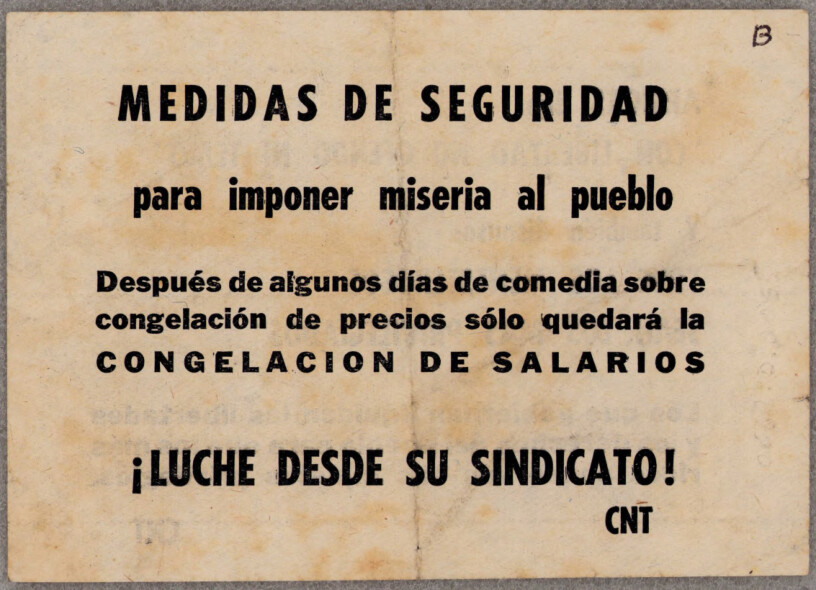 B
MEDIDAS DE SEGURIDAD
para imponer miseria al pueblo
Después de algunos días de comedia sobre
congelación de precios sólo quedará la
CONGELACION DE SALARIOS
¡LUCHE DESDE SU SINDICATO!
CNT